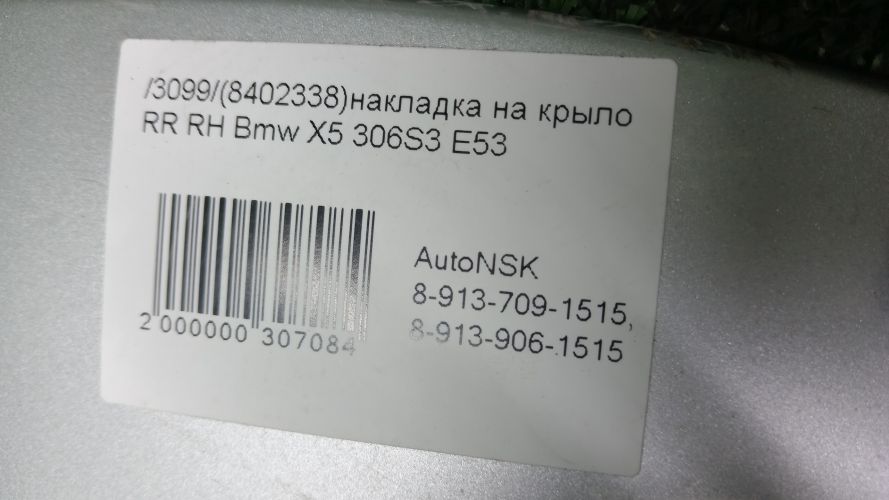 /3099/(8402338)накладка на крыло
RR RH Bmw X5 306S3 E53
AutoNSK
8-913-709-1515,
8-913-906-1515
2 000000 307084